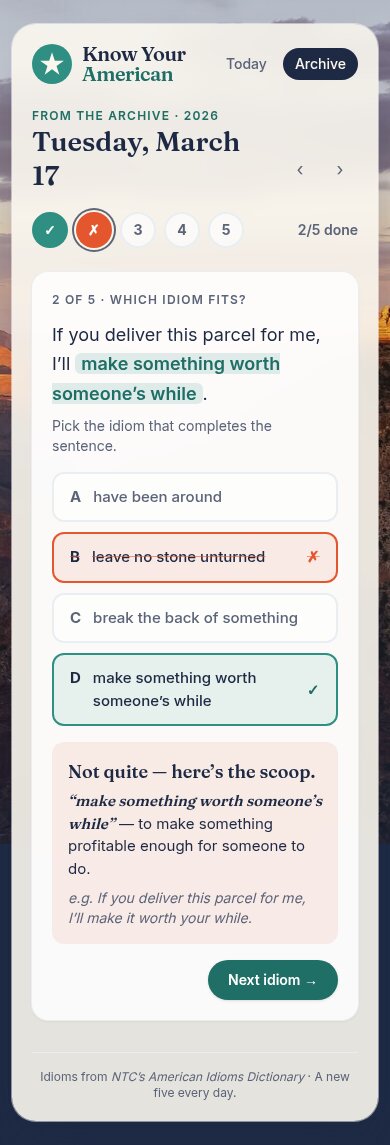 Know Your
American
Today
Archive
FROM THE ARCHIVE · 2026
Tuesday, March
17
‹ ›
✓ ✗ 3 4 5 2/5 done
2 OF 5 · WHICH IDIOM FITS?
If you deliver this parcel for me,
I’ll make something worth
someone’s while .
Pick the idiom that completes the
sentence.
A have been around
B leave no stone unturned ✗
C break the back of something
D make something worth
someone’s while ✓
Not quite — here’s the scoop.
“make something worth someone’s
while” — to make something
profitable enough for someone to
do.
e.g. If you deliver this parcel for me,
I’ll make it worth your while.
Next idiom →
Idioms from NTC’s American Idioms Dictionary · A new
five every day.